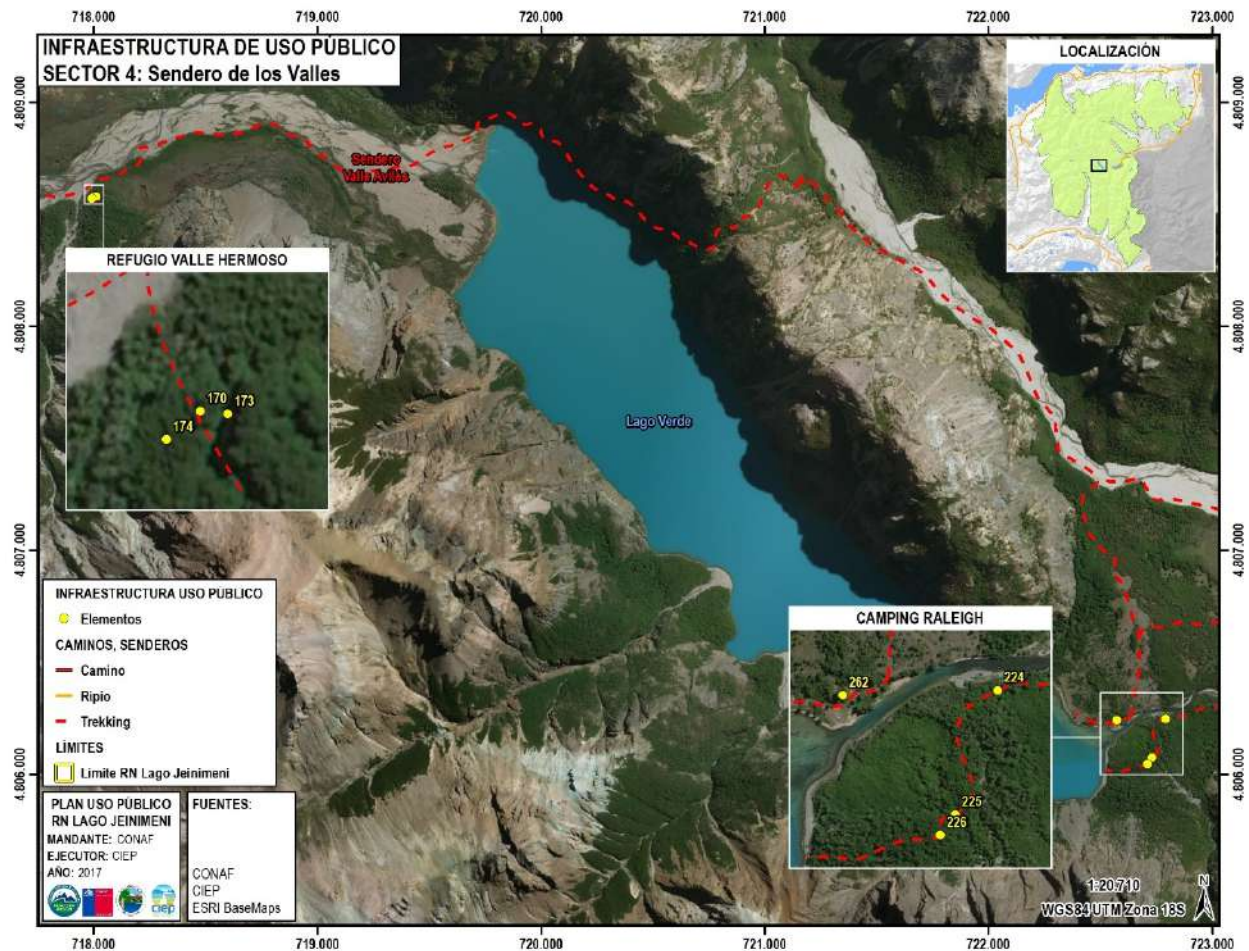 718.000 719.000 720.000 721.000 722.000 723.000
INFRAESTRUCTURA DE USO PÚBLICO
SECTOR 4: Sendero de los Valles
LOCALIZACIÓN
4.809.000
4.809.000
Sendero
Valle Avilés
REFUGIO VALLE HERMOSO
170 173
174
4.808.000
4.808.000
Lago Verde
4.807.000
4.807.000
INFRAESTRUCTURA USO PÚBLICO
Elementos
CAMINOS, SENDEROS
Camino
Ripio
Trekking
LÍMITES
Límite RN Lago Jeinimeni
CAMPING RALEIGH
262
224
225
226
4.806.000
4.806.000
PLAN USO PÚBLICO
RN LAGO JEINIMENI
MANDANTE: CONAF
EJECUTOR: CIEP
AÑO: 2017
ciep
FUENTES:
CONAF
CIEP
ESRI BaseMaps
1:20.710
WGS84 UTM Zona 18S
N
718.000 719.000 720.000 721.000 722.000 723.000